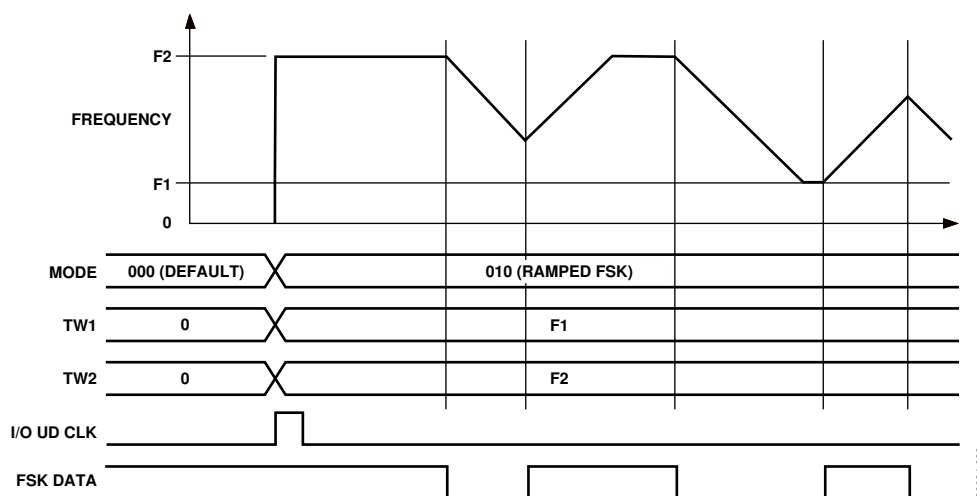 F2
FREQUENCY
F1
0
MODE 000 (DEFAULT) 010 (RAMPED FSK)
TW1 0 F1
TW2 0 F2
I/O UD CLK
FSK DATA